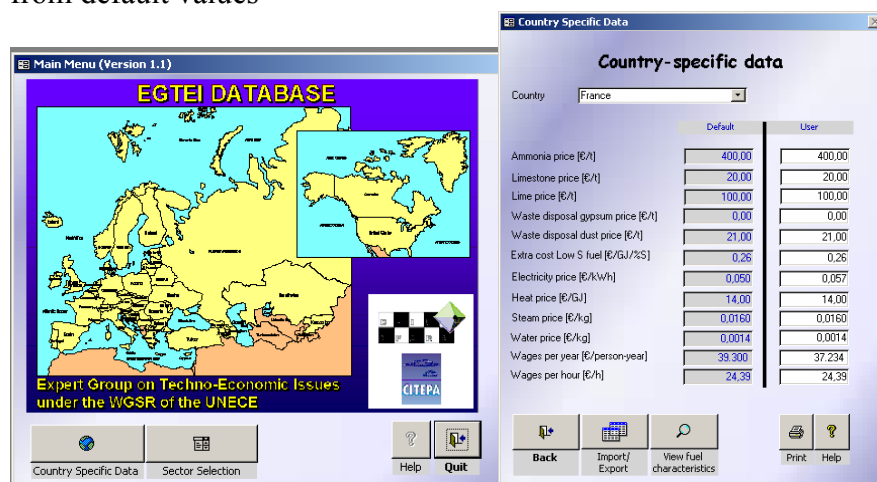 from default values
Main Menu (Version 1.1)
EGTEI DATABASE
Expert Group on Techno-Economic Issues
under the WGSR of the UNECE
CITEPA
Country Specific Data
Sector Selection
Help
Quit
Country Specific Data
Country-specific data
Country France
Default User
Ammonia price [€/t] 400,00 400,00
Limestone price [€/t] 20,00 20,00
Lime price [€/t] 100,00 100,00
Waste disposal gypsum price [€/t] 0,00 0,00
Waste disposal dust price [€/t] 21,00 21,00
Extra cost Low S fuel [€/GJ/%S] 0,26 0,26
Electricity price [€/kWh] 0,050 0,057
Heat price [€/GJ] 14,00 14,00
Steam price [€/kg] 0,0160 0,0160
Water price [€/kg] 0,0014 0,0014
Wages per year [€/person-year] 39.300 37.234
Wages per hour [€/h] 24,39 24,39
Back
Import/
Export
View fuel
characteristics
Print
Help